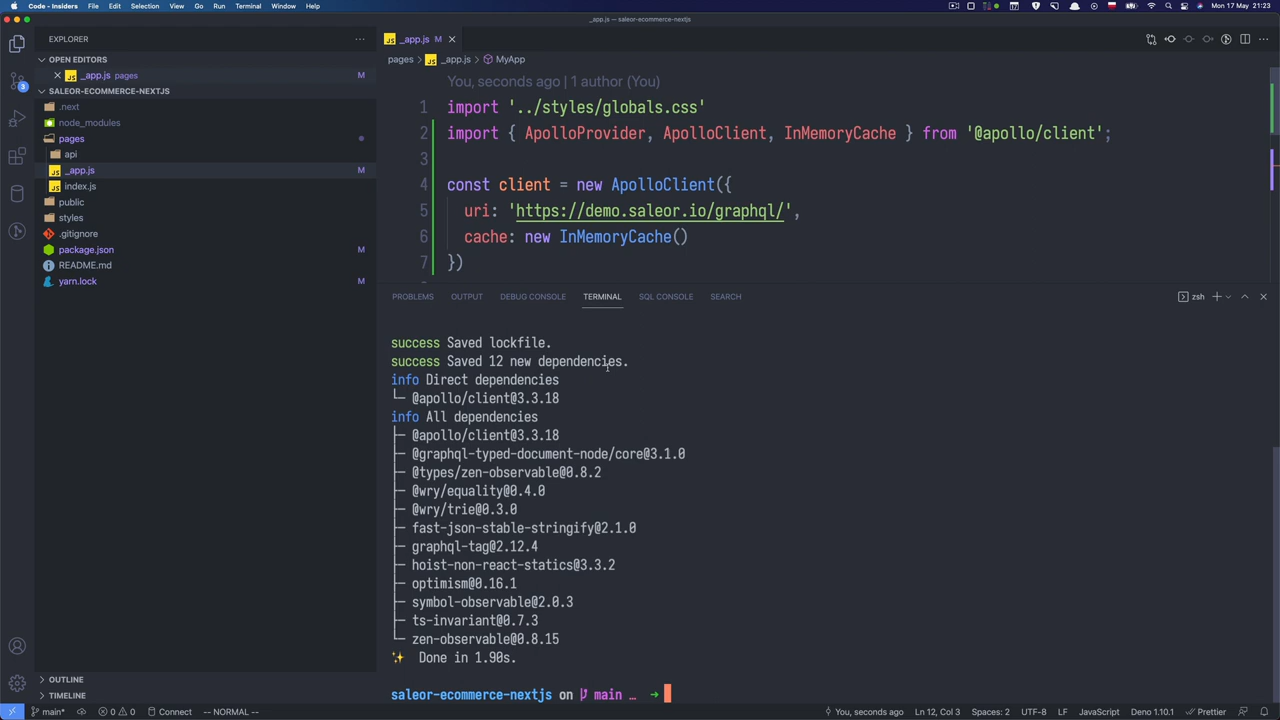 Code - Insiders File Edit Selection View Go Run Terminal Window Help Mon 17 May 21:23
_app.js — saleor-ecommerce-nextjs
EXPLORER ...
OPEN EDITORS
_app.js pages M
SALEOR-ECOMMERCE-NEXTJS
.next
node_modules
pages
api
JS _app.js M
JS index.js
public
styles
.gitignore
package.json M
README.md
yarn.lock M
OUTLINE
TIMELINE
3
JS _app.js M
pages > JS _app.js > MyApp
You, seconds ago | 1 author (You)
1 import '../styles/globals.css'
2 import { ApolloProvider, ApolloClient, InMemoryCache } from '@apollo/client';
3
4 const client = new ApolloClient({
5 uri: 'https://demo.saleor.io/graphql/',
6 cache: new InMemoryCache()
7 })
PROBLEMS OUTPUT DEBUG CONSOLE TERMINAL SQL CONSOLE SEARCH zsh
success Saved lockfile.
success Saved 12 new dependencies.
info Direct dependencies
└─ @apollo/client@3.3.18
info All dependencies
├─ @apollo/client@3.3.18
├─ @graphql-typed-document-node/core@3.1.0
├─ @types/zen-observable@0.8.2
├─ @wry/equality@0.4.0
├─ @wry/trie@0.3.0
├─ fast-json-stable-stringify@2.1.0
├─ graphql-tag@2.12.4
├─ hoist-non-react-statics@3.3.2
├─ optimism@0.16.1
├─ symbol-observable@2.0.3
├─ ts-invariant@0.7.3
└─ zen-observable@0.8.15
✨ Done in 1.90s.
saleor-ecommerce-nextjs on main … →
main* 0 0 Connect -- NORMAL -- You, seconds ago Ln 12, Col 3 Spaces: 2 UTF-8 LF JavaScript Deno 1.10.1 Prettier